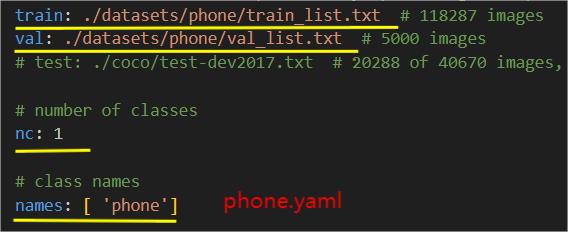 train: ./datasets/phone/train_list.txt  # 118287 images
val: ./datasets/phone/val_list.txt  # 5000 images
# test: ./coco/test-dev2017.txt  # 20288 of 40670 images,
# number of classes
nc: 1
# class names
names: [ 'phone']
phone.yaml